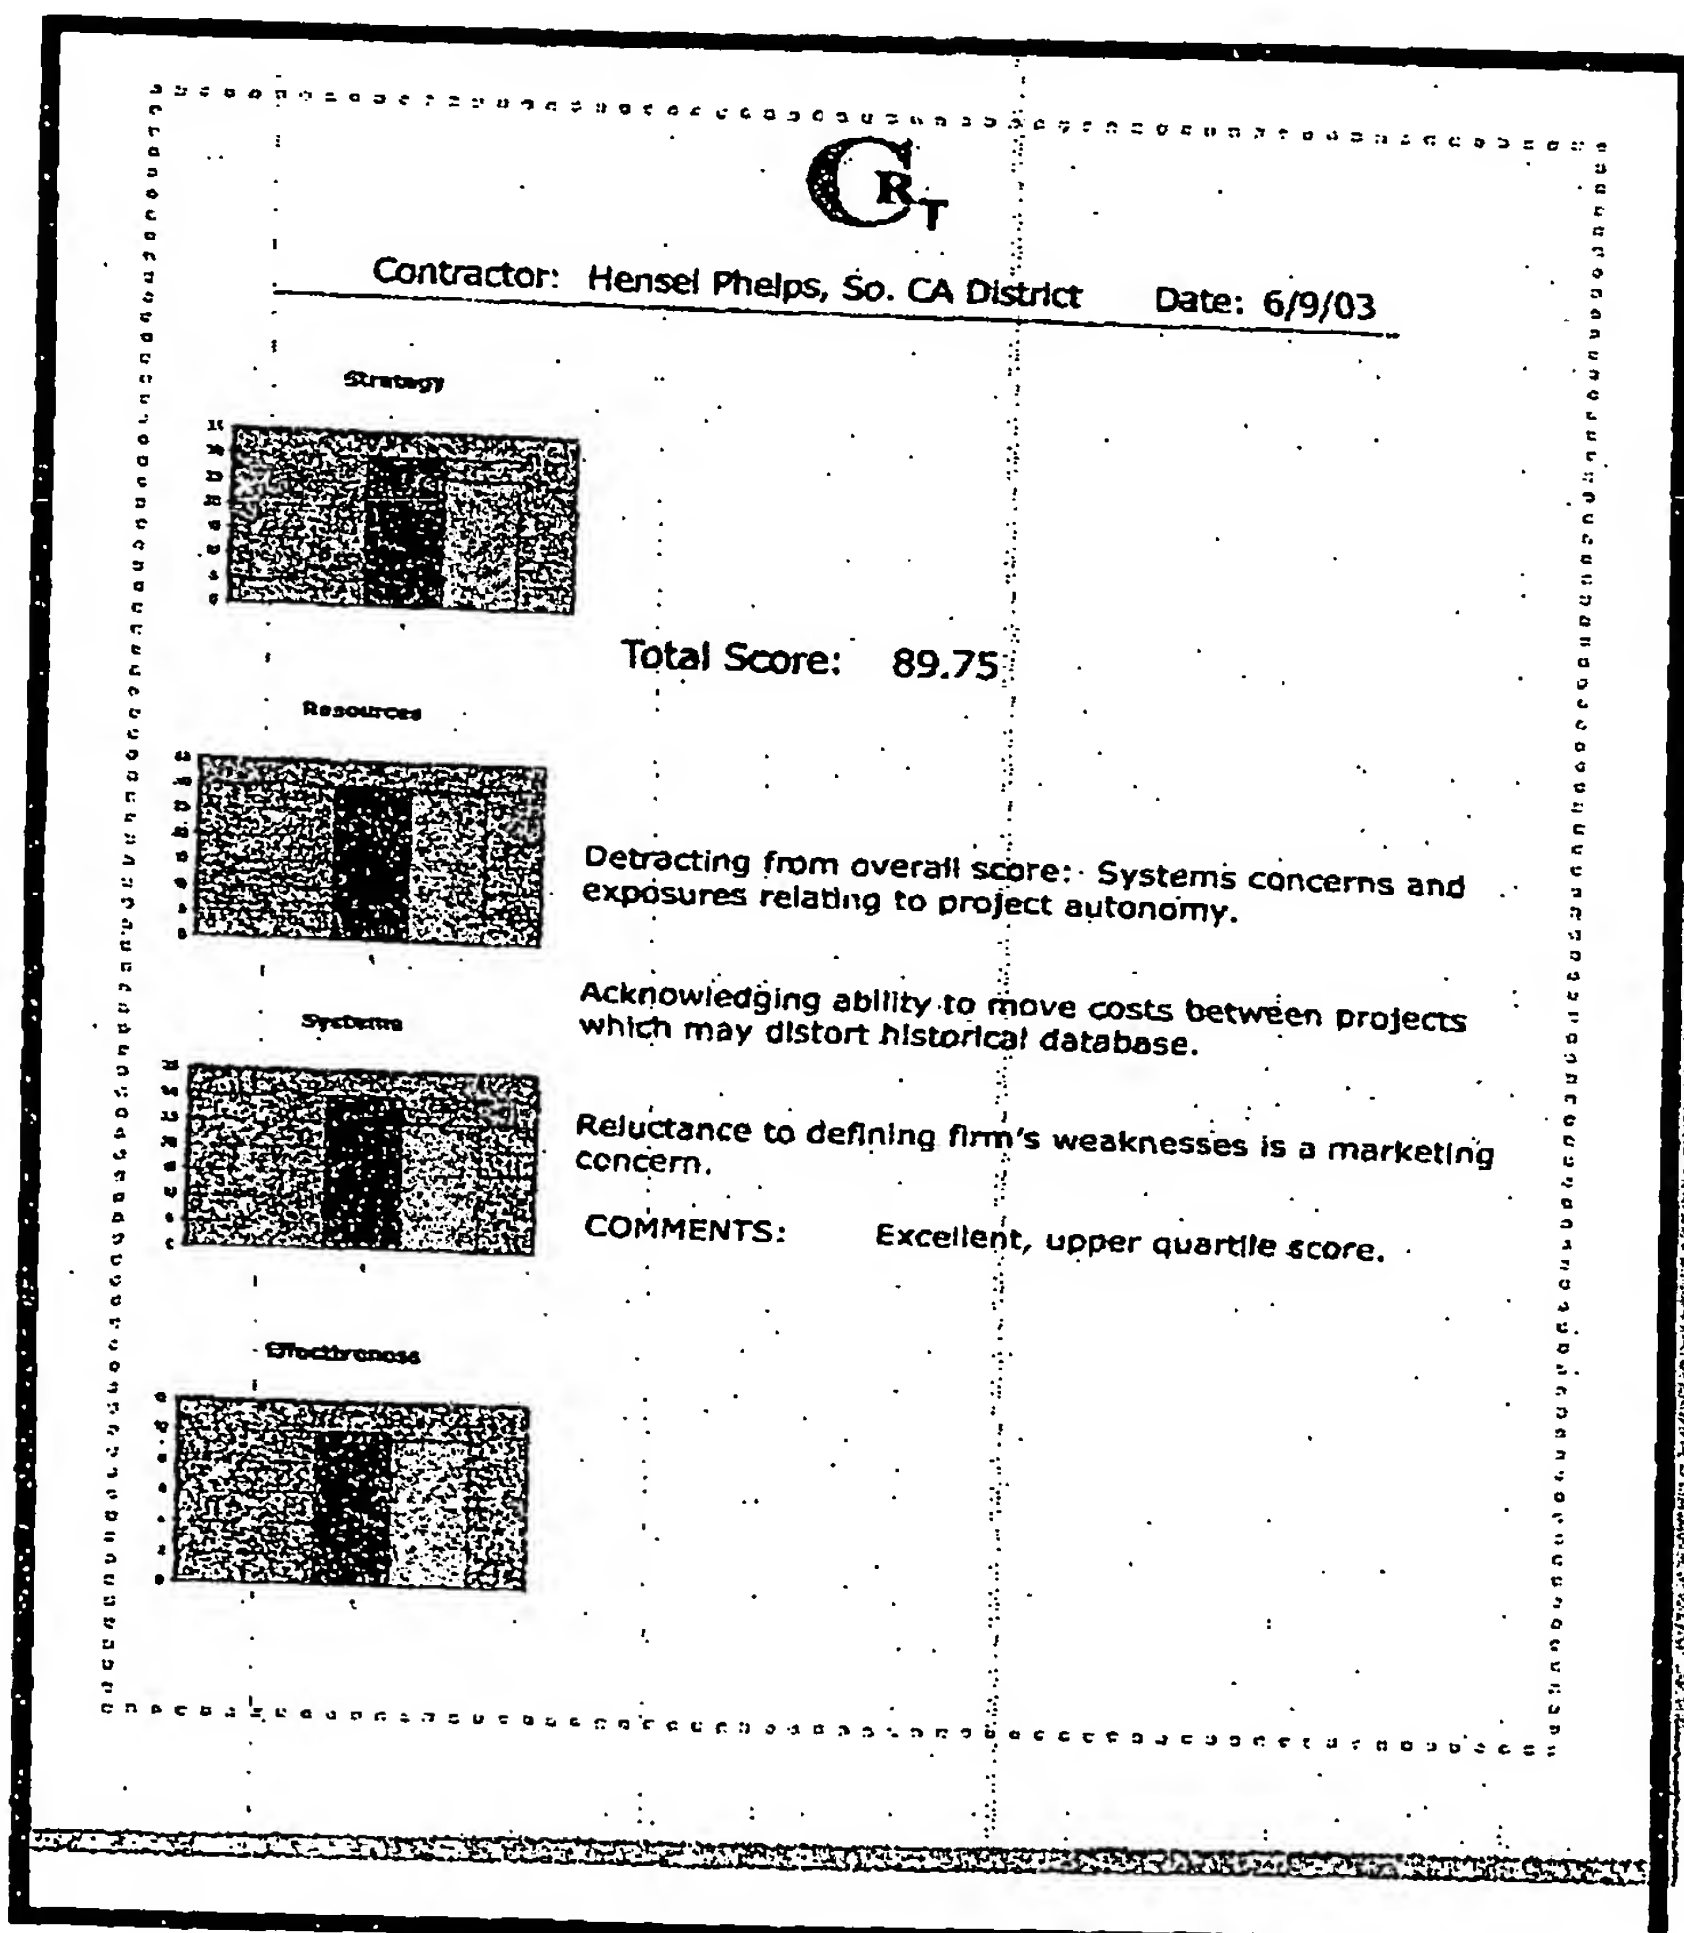 CRT
Contractor: Hensel Phelps, So. CA District Date: 6/9/03
Strategy
Total Score: 89.75
Resources
Detracting from overall score: Systems concerns and
exposures relating to project autonomy.
Acknowledging ability to move costs between projects
which may distort historical database.
Systems
Reluctance to defining firm's weaknesses is a marketing
concern.
COMMENTS: Excellent, upper quartile score.
Effectiveness